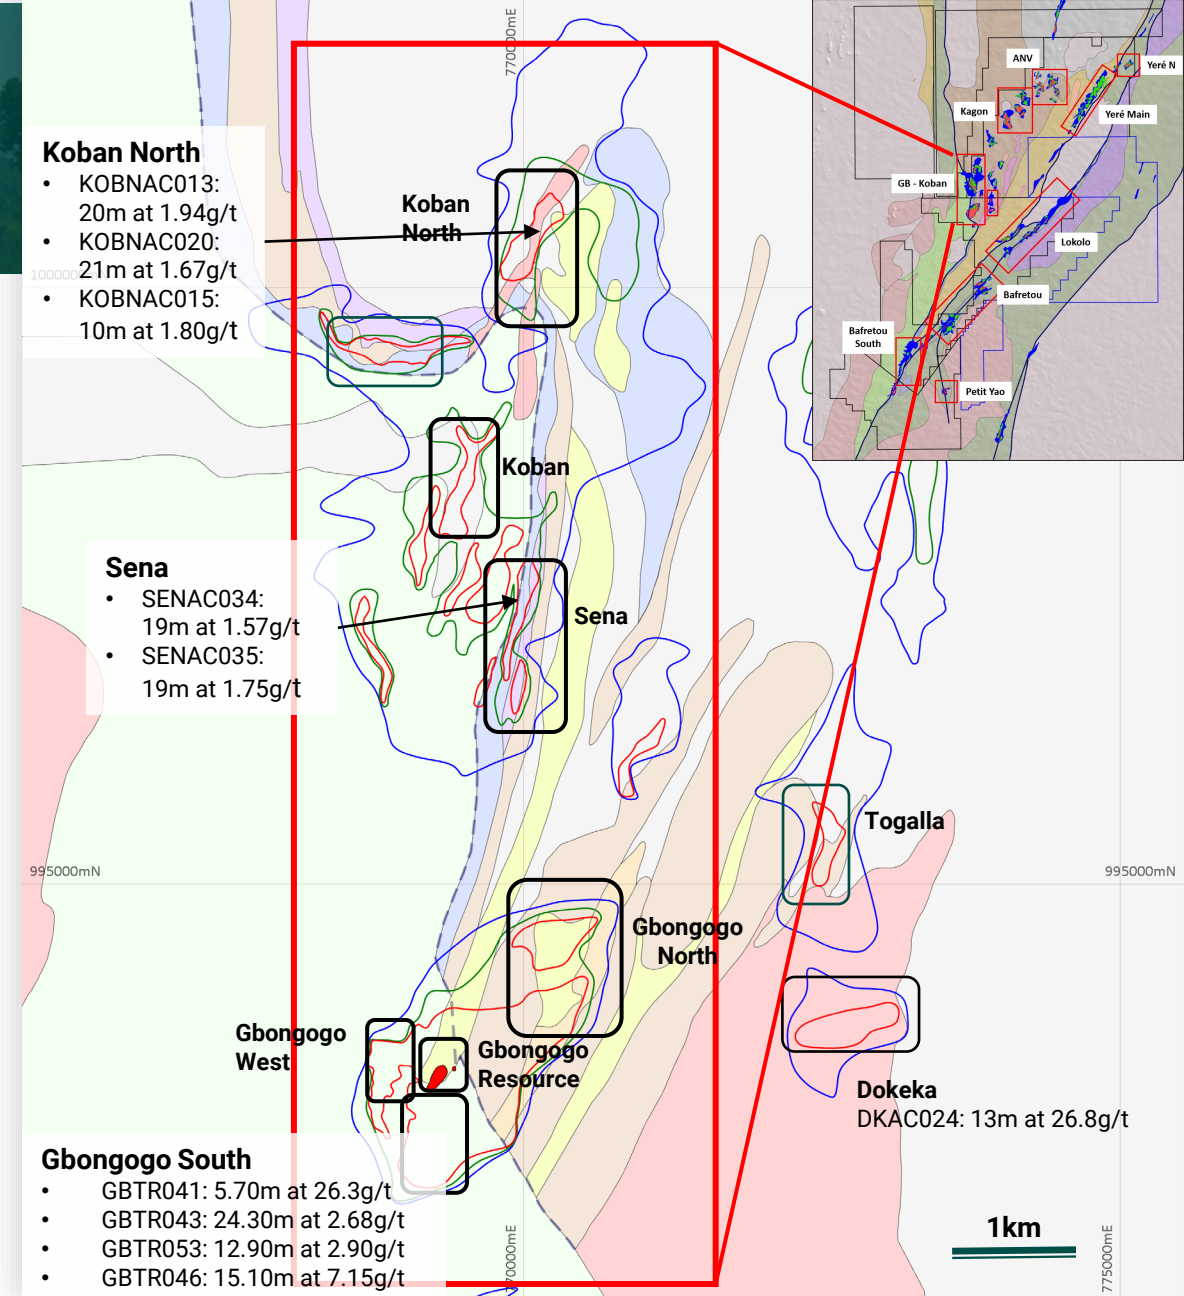 770000mE
ANV
Yeré N
Kagon
Yeré Main
GB - Koban
Lokolo
Bafretou
Bafretou
South
Petit Yao
Koban North
• KOBNAC013:
20m at 1.94g/t
• KOBNAC020:
21m at 1.67g/t
• KOBNAC015:
10m at 1.80g/t
Koban
North
Koban
Sena
• SENAC034:
19m at 1.57g/t
• SENAC035:
19m at 1.75g/t
Sena
Togalla
995000mN
995000mN
Gbongogo
North
Gbongogo
West
Gbongogo
Resource
Dokeka
DKAC024: 13m at 26.8g/t
Gbongogo South
• GBTR041: 5.70m at 26.3g/t
• GBTR043: 24.30m at 2.68g/t
• GBTR053: 12.90m at 2.90g/t
• GBTR046: 15.10m at 7.15g/t
770000mE
1km
775000mE